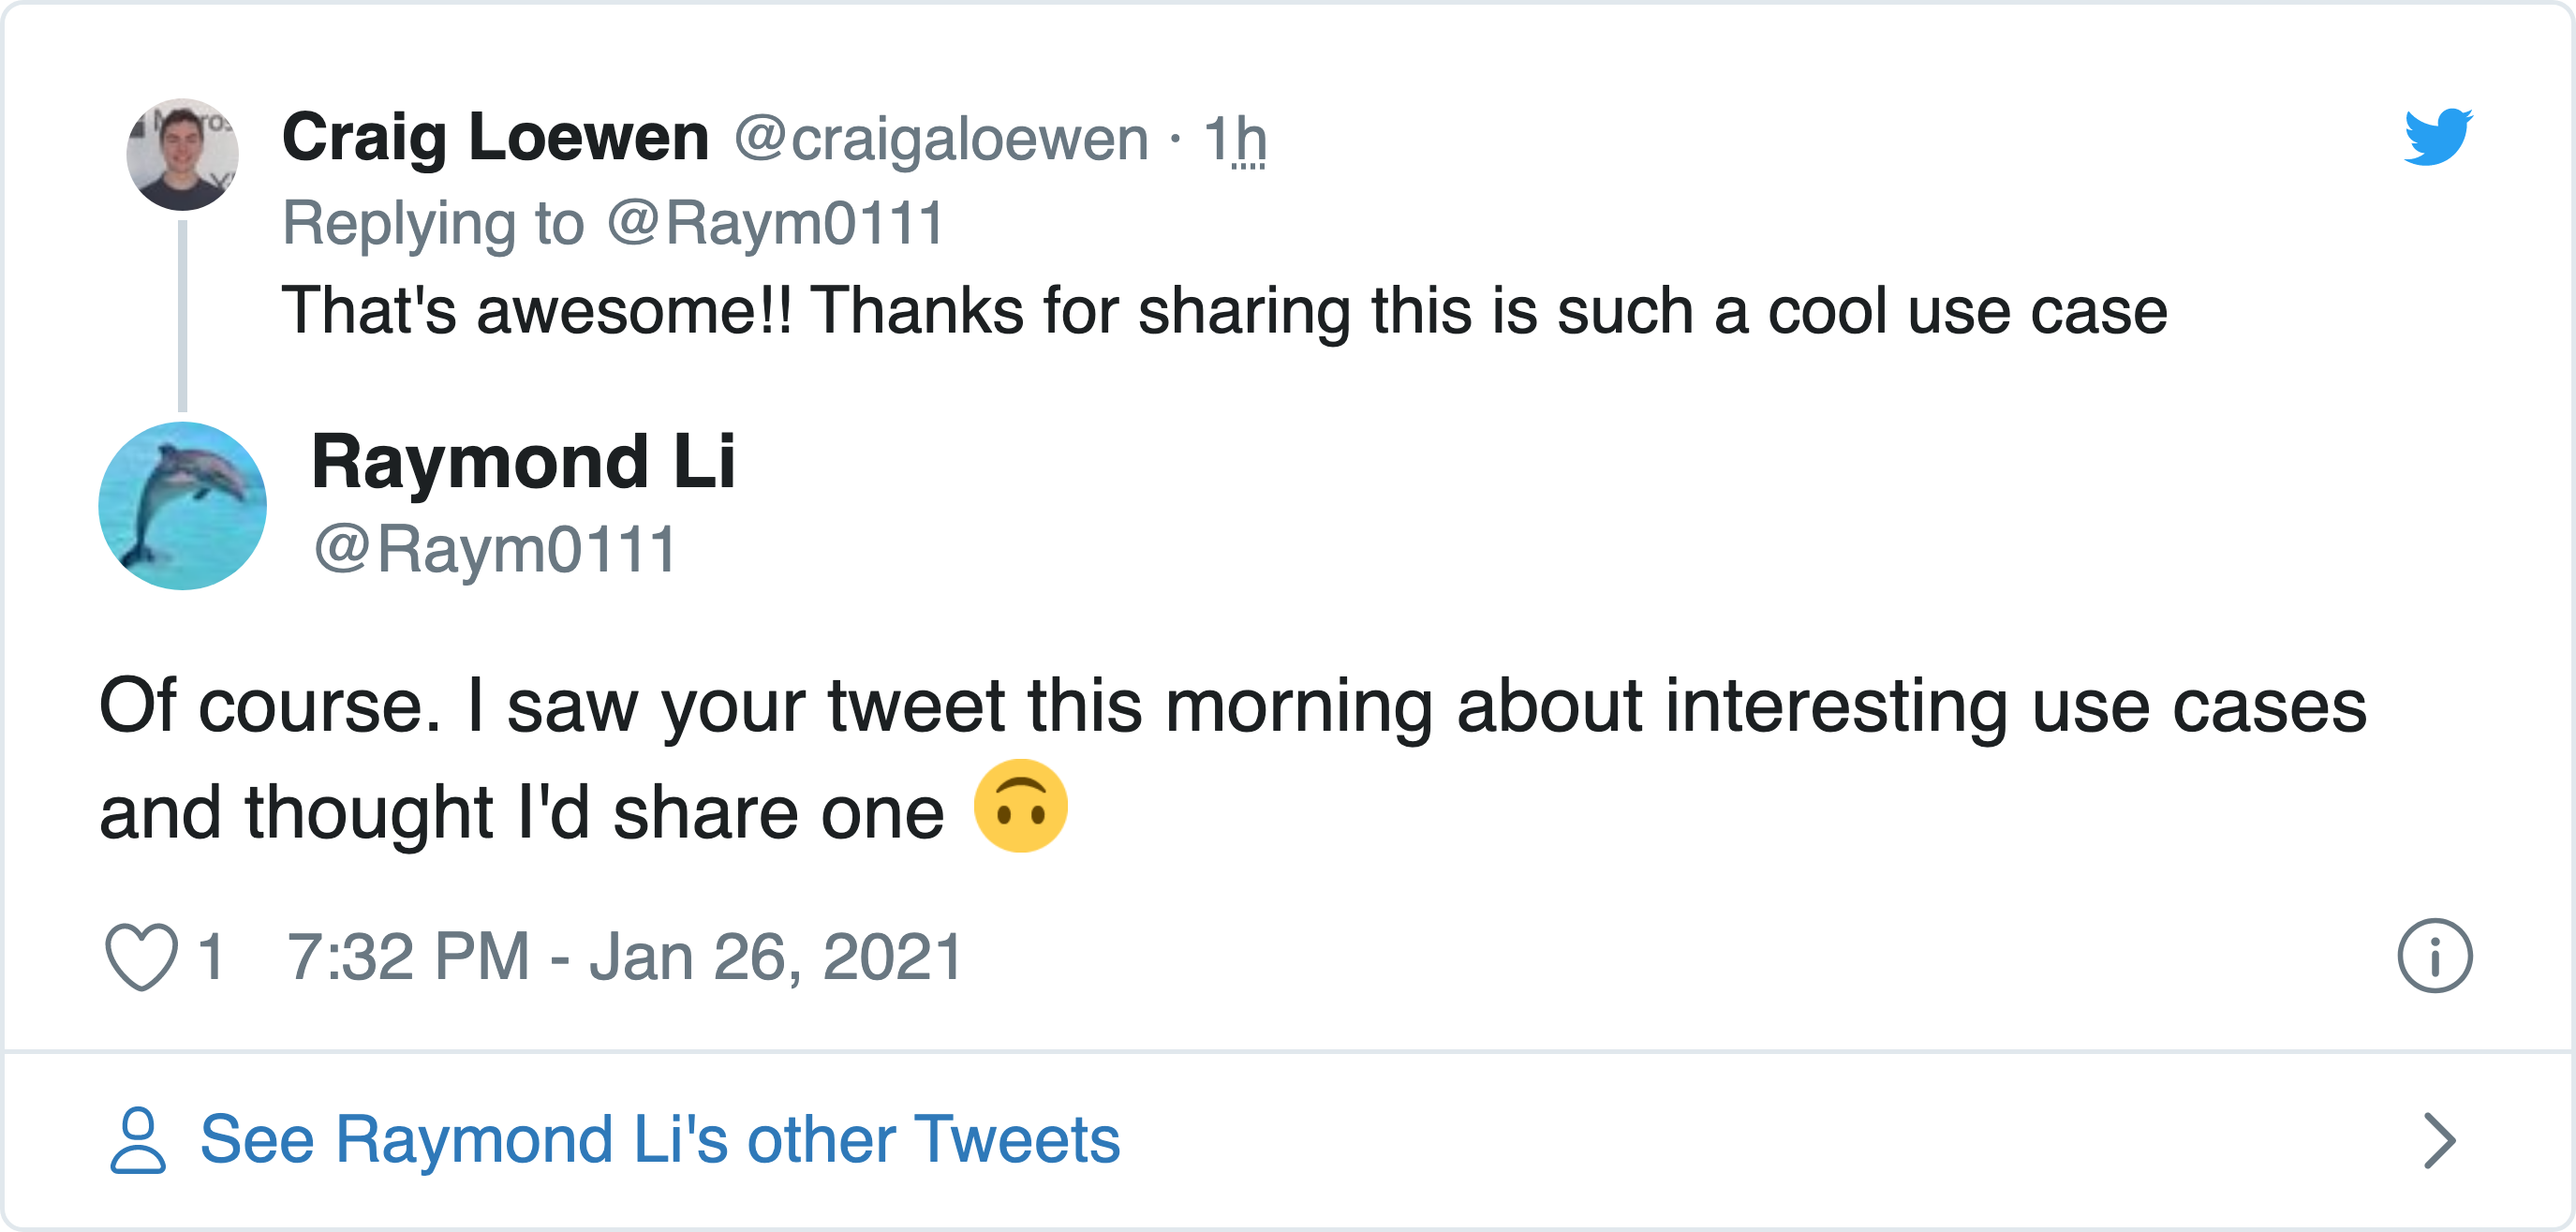 Craig Loewen @craigaloewen · 1h
Replying to @Raym0111
That's awesome!! Thanks for sharing this is such a cool use case
Raymond Li
@Raym0111
Of course. I saw your tweet this morning about interesting use cases
and thought I'd share one 🙃
1 7:32 PM - Jan 26, 2021
See Raymond Li's other Tweets